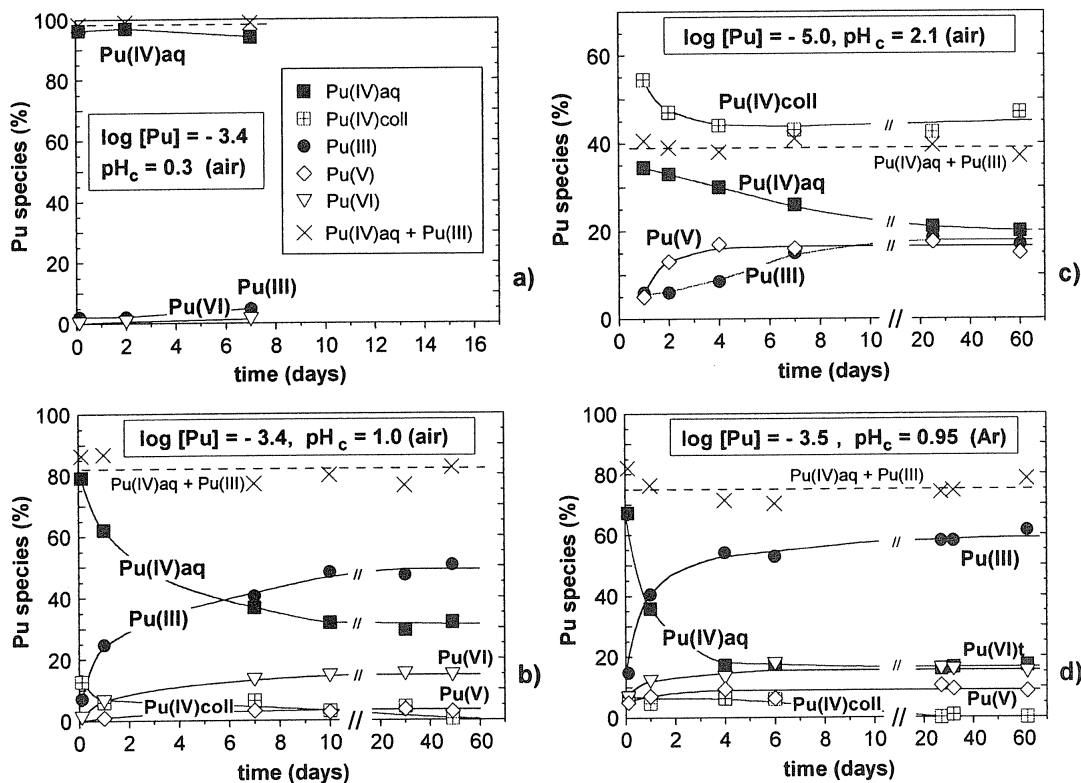 100
80
60
40
20
0
Pu species (%)
Pu(IV)aq
log [Pu] = - 3.4
pHc = 0.3 (air)
Pu(IV)aq
Pu(IV)coll
Pu(III)
Pu(V)
Pu(VI)
Pu(IV)aq + Pu(III)
Pu(III)
Pu(VI)
a)
0 2 4 6 8 10 12 14 16
time (days)
60
40
20
0
Pu species (%)
log [Pu] = - 5.0, pHc = 2.1 (air)
Pu(IV)coll
Pu(IV)aq + Pu(III)
Pu(IV)aq
Pu(V)
Pu(III)
c)
0 2 4 6 8 10 // 20 40 60
time (days)
100
80
60
40
20
0
Pu species (%)
log [Pu] = - 3.4, pHc = 1.0 (air)
Pu(IV)aq + Pu(III)
Pu(IV)aq
Pu(III)
Pu(VI)
Pu(V)
Pu(IV)coll
b)
0 2 4 6 8 10 // 20 40 60
time (days)
100
80
60
40
20
0
Pu species (%)
log [Pu] = - 3.5 , pHc = 0.95 (Ar)
Pu(IV)aq + Pu(III)
Pu(III)
Pu(IV)aq
Pu(VI)t
Pu(V)
Pu(IV)coll
d)
0 2 4 6 8 10 // 20 40 60
time (days)